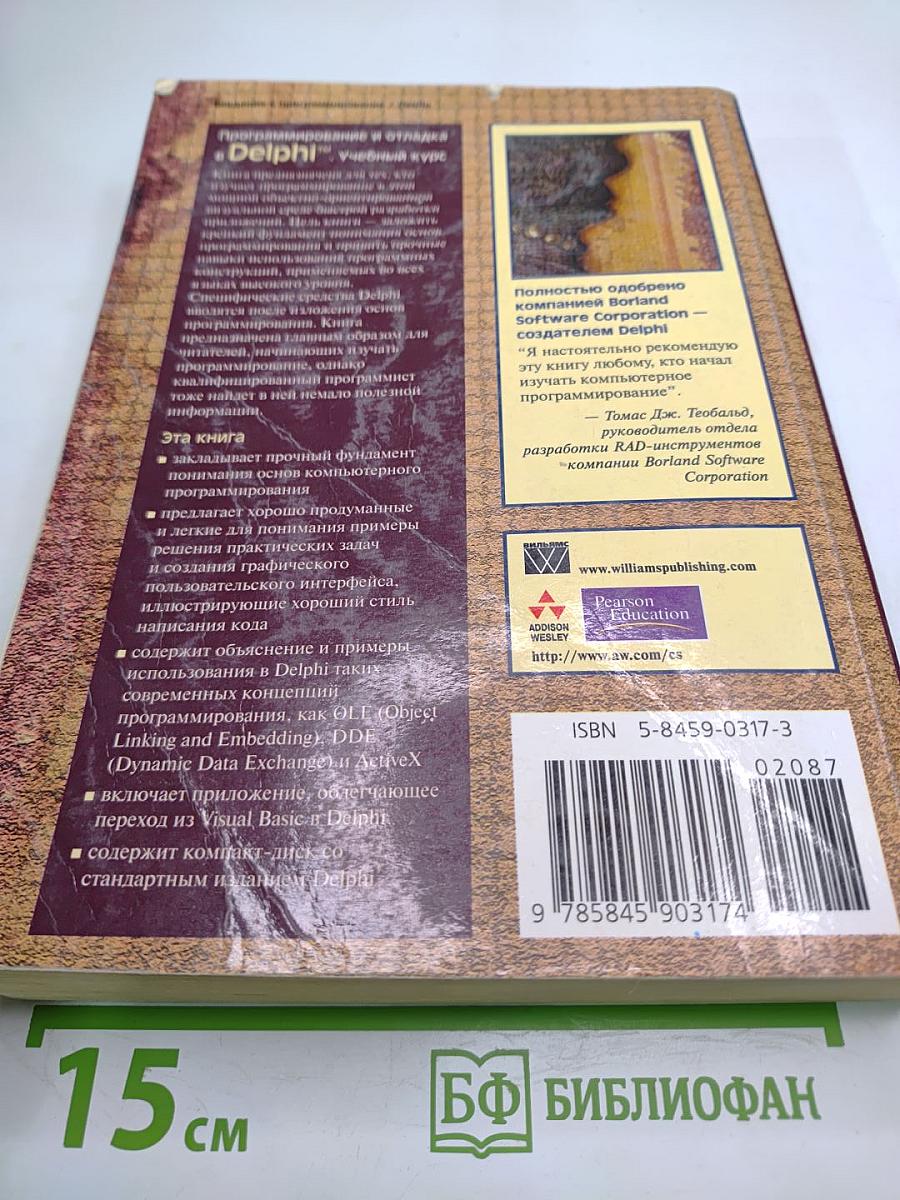 Введение в программирование / Delphi
Программирование и отладка
в Delphi™. Учебный курс
Книга предназначена для тех, кто
изучает программирование в этой
мощной объектно-ориентированной
визуальной среде быстрой разработки
приложений. Цель книги — заложить
фундамент понимания основ
программирования и привить прочные
навыки использования программных
конструкций, применяемых во всех
языках высокого уровня.
Специфические средства Delphi
вводятся после изложения основ
программирования. Книга
предназначена главным образом для
читателей, начинающих изучать
программирование, однако
квалифицированный программист
тоже найдет в ней немало полезной
информации.
Эта книга
▪ закладывает прочный фундамент
понимания основ компьютерного
программирования
▪ предлагает хорошо продуманные
и легкие для понимания примеры
решения практических задач
и создания графического
пользовательского интерфейса,
иллюстрирующие хороший стиль
написания кода
▪ содержит объяснение и примеры
использования в Delphi таких
современных концепций
программирования, как OLE (Object
Linking and Embedding), DDE
(Dynamic Data Exchange) и ActiveX
▪ включает приложение, облегчающее
переход из Visual Basic в Delphi
▪ содержит компакт-диск со
стандартным изданием Delphi
Полностью одобрено
компанией Borland
Software Corporation —
создателем Delphi
“Я настоятельно рекомендую
эту книгу любому, кто начал
изучать компьютерное
программирование”.
— Томас Дж. Теобальд,
руководитель отдела
разработки RAD-инструментов
компании Borland Software
Corporation
ВИЛЬЯМС
www.williamspublishing.com
ADDISON
WESLEY
Pearson
Education
http://www.aw.com/cs
ISBN 5-8459-0317-3
02087
9 785845 903174
15 см
БФ БИБЛИОФАН